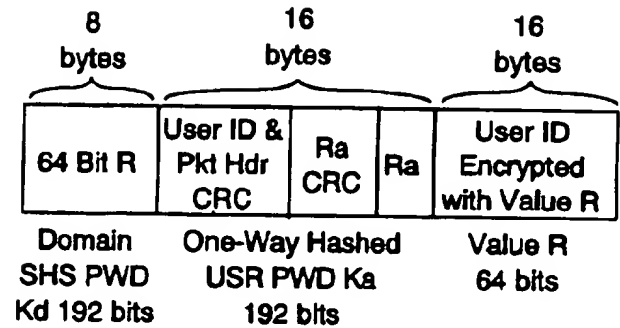 8
bytes
16
bytes
16
bytes
64 Bit R
User ID &
Pkt Hdr
CRC
Ra
CRC
Ra
User ID
Encrypted
with Value R
Domain
SHS PWD
Kd 192 bits
One-Way Hashed
USR PWD Ka
192 bits
Value R
64 bits